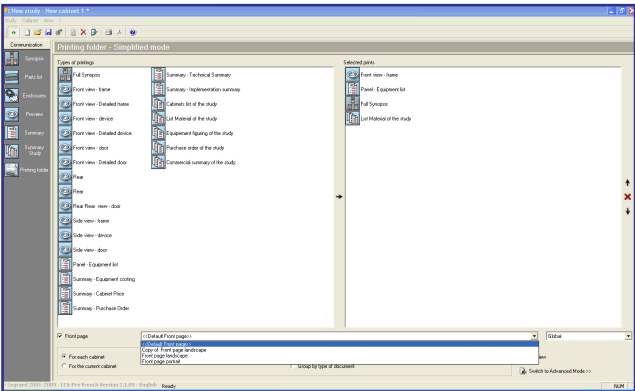 New study - New cabinet 1 *
Study Cabinet View ?
Communication
Printing folder - Simplified mode
Synopsis
Parts list
Enclosures
Preview
Summary
Summary Study
Printing folder
Types of printings
Full Synopsis
Front view - frame
Front view - Detailed frame
Front view - device
Front view - Detailed device
Front view - door
Front view - Detailed door
Rear
Rear
Rear Rear view - door
Side view - frame
Side view - device
Side view - door
Panel - Equipment list
Summary - Equipment costing
Summary - Cabinet Price
Summary - Purchase Order
Summary - Technical Summary
Summary - Implementation summary
Cabinets list of the study
List Material of the study
Equipement figuring of the study
Purchase order of the study
Commercial summary of the study
Selected prints
Front view - frame
Panel - Equipment list
Full Synopsis
List Material of the study
Front page
<<Default Front page>>
Global
<<Default Front page>>
Copy of Front page landscape
Front page landscape
Front page portrait
For each cabinet
For the current cabinet
Group by type of document
Switch to Advanced Mode >>
Ready
NUM